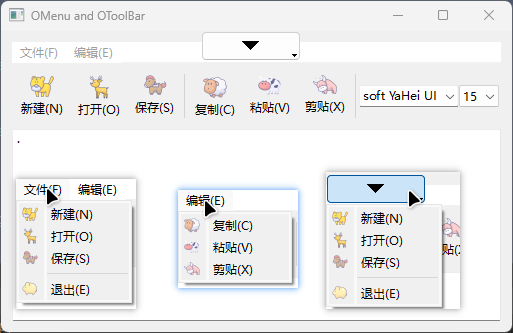 OMenu and OToolBar
文件(F) 编辑(E)
新建(N) 打开(O) 保存(S) 复制(C) 粘贴(V) 剪贴(X) soft YaHei UI 15
文件(F) 编辑(E)
新建(N)
打开(O)
保存(S)
退出(E)
编辑(E)
复制(C)
粘贴(V)
剪贴(X)
新建(N)
打开(O)
保存(S)
退出(E)